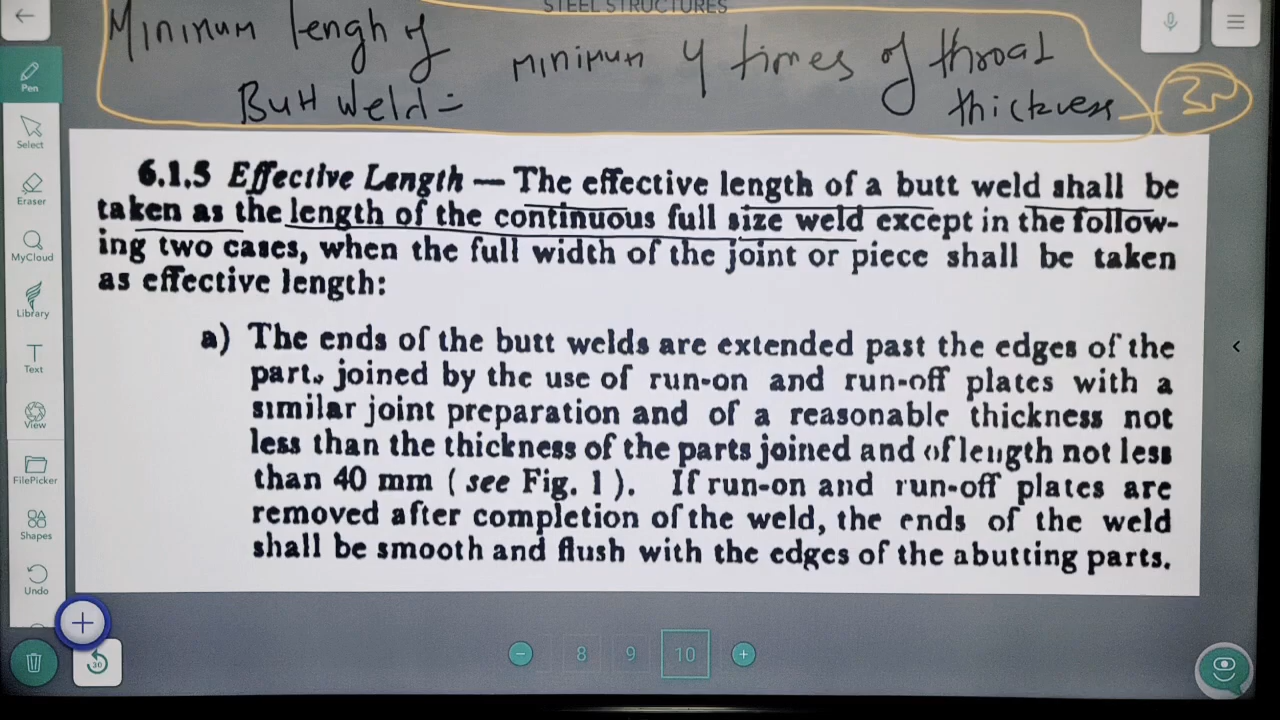 STEEL STRUCTURES
Minimum lengh of
Butt weld =
minimum 4 times of throat
thickness
Pen
Select
Eraser
MyCloud
Library
Text
View
FilePicker
Shapes
Undo
30
6.1.5 Effective Length — The effective length of a butt weld shall be
taken as the length of the continuous full size weld except in the follow-
ing two cases, when the full width of the joint or piece shall be taken
as effective length:
a) The ends of the butt welds are extended past the edges of the
part, joined by the use of run-on and run-off plates with a
similar joint preparation and of a reasonable thickness not
less than the thickness of the parts joined and of length not less
than 40 mm ( see Fig. 1 ). If run-on and run-off plates are
removed after completion of the weld, the ends of the weld
shall be smooth and flush with the edges of the abutting parts.
8 9 10